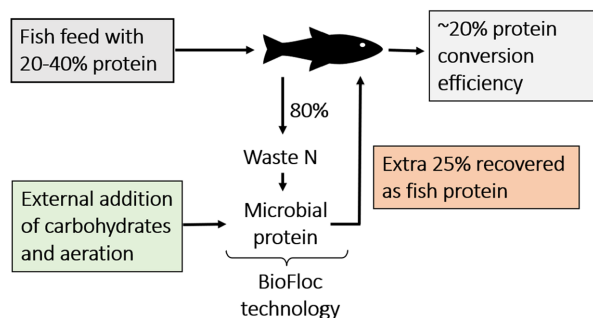 Fish feed with
20-40% protein
~20% protein
conversion
efficiency
80%
Waste N
Extra 25% recovered
as fish protein
External addition
of carbohydrates
and aeration
Microbial
protein
BioFloc
technology